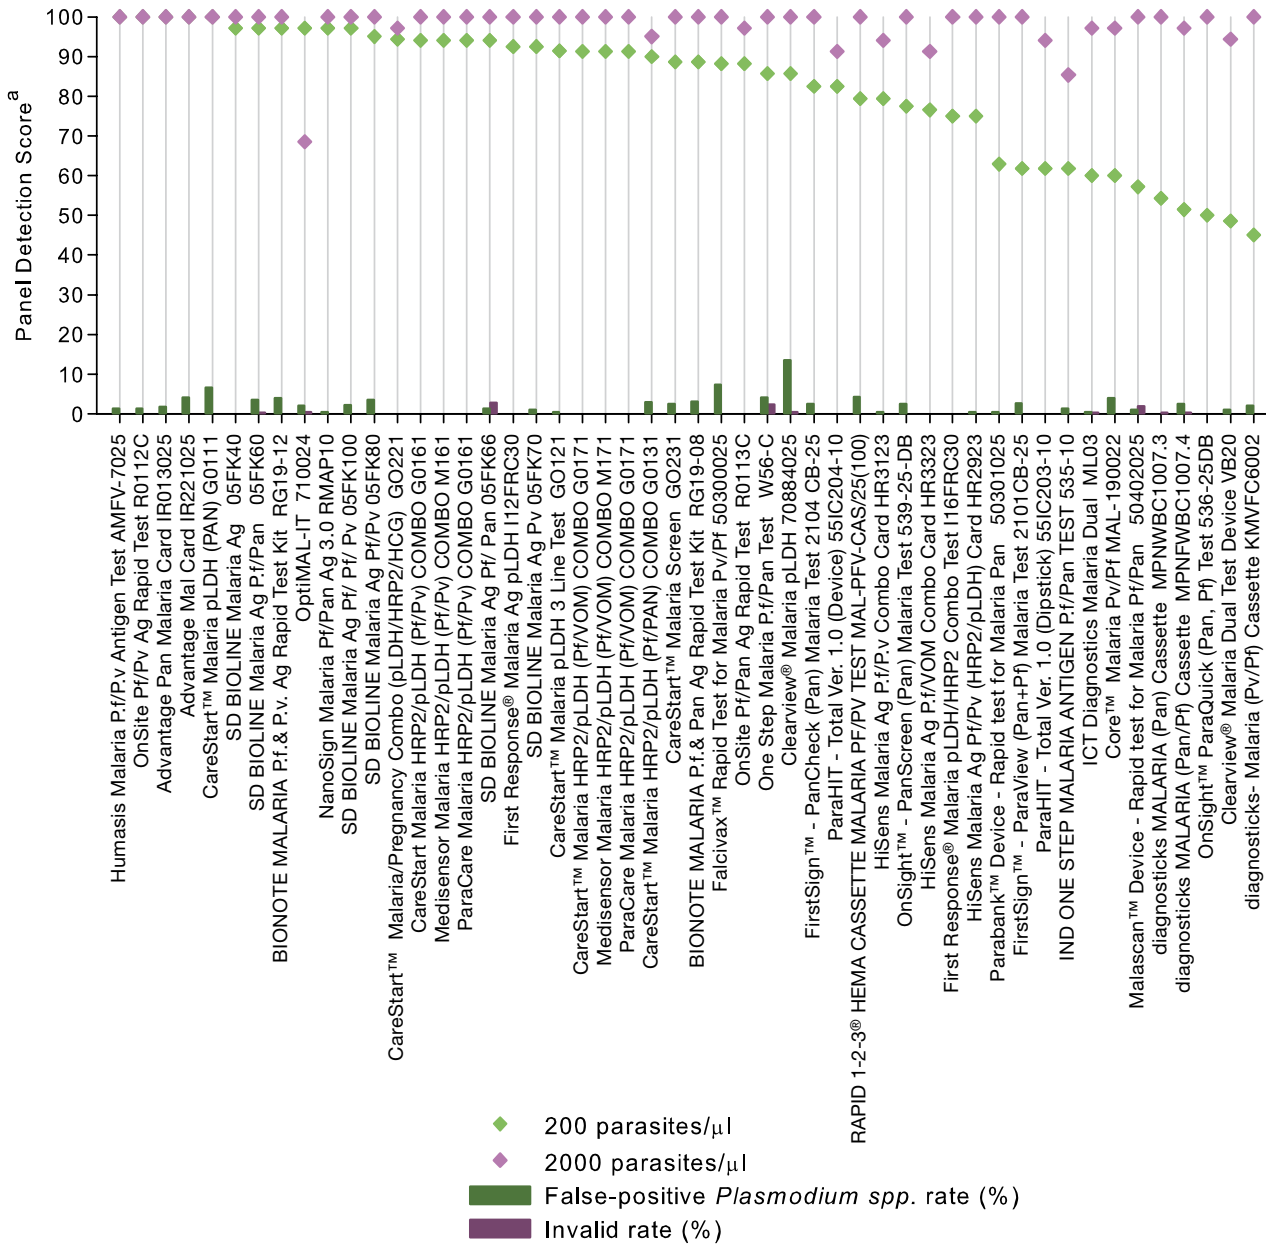 Panel Detection Score a
100
90
80
70
60
50
40
30
20
10
0
Humasis Malaria P.f/P.v Antigen Test AMFV-7025
OnSite Pf/Pv Ag Rapid Test R0112C
Advantage Pan Malaria Card IR013025
Advantage Mal Card IR221025
CareStart™ Malaria pLDH (PAN) G0111
SD BIOLINE Malaria Ag 05FK40
SD BIOLINE Malaria Ag P.f/Pan 05FK60
BIONOTE MALARIA P.f.& P.v. Ag Rapid Test Kit RG19-12
OptiMAL-IT 710024
NanoSign Malaria Pf/Pan Ag 3.0 RMAP10
SD BIOLINE Malaria Ag Pf/ Pf/ Pv 05FK100
SD BIOLINE Malaria Ag Pf/Pv 05FK80
CareStart™ Malaria/Pregnancy Combo (pLDH/HRP2/HCG) GO221
CareStart Malaria HRP2/pLDH (Pf/Pv) COMBO G0161
Medisensor Malaria HRP2/pLDH (Pf/Pv) COMBO M161
ParaCare Malaria HRP2/pLDH (Pf/Pv) COMBO G0161
SD BIOLINE Malaria Ag Pf/ Pan 05FK66
First Response® Malaria Ag pLDH I12FRC30
SD BIOLINE Malaria Ag Pv 05FK70
CareStart™ Malaria pLDH 3 Line Test GO121
CareStart™ Malaria HRP2/pLDH (Pf/VOM) COMBO G0171
Medisensor Malaria HRP2/pLDH (Pf/VOM) COMBO M171
ParaCare Malaria HRP2/pLDH (Pf/VOM) COMBO G0171
CareStart™ Malaria HRP2/pLDH (Pf/PAN) COMBO G0131
CareStart™ Malaria Screen GO231
BIONOTE MALARIA P.f.& Pan Ag Rapid Test Kit RG19-08
Falcivax™ Rapid Test for Malaria Pv/Pf 50300025
OnSite Pf/Pan Ag Rapid Test R0113C
One Step Malaria P.f/Pan Test W56-C
Clearview® Malaria pLDH 70884025
FirstSign™ - PanCheck (Pan) Malaria Test 2104 CB-25
ParaHIT - Total Ver. 1.0 (Device) 55IC204-10
RAPID 1-2-3® HEMA CASSETTE MALARIA PF/PV TEST MAL-PFV-CAS/25(100)
HiSens Malaria Ag P.f/P.v Combo Card HR3123
OnSight™ - PanScreen (Pan) Malaria Test 539-25-DB
HiSens Malaria Ag P.f/VOM Combo Card HR3323
First Response® Malaria pLDH/HRP2 Combo Test I16FRC30
HiSens Malaria Ag Pf/Pv (HRP2/pLDH) Card HR2923
Parabank™ Device - Rapid test for Malaria Pan 50301025
FirstSign™ - ParaView (Pan+Pf) Malaria Test 2101CB-25
ParaHIT - Total Ver. 1.0 (Dipstick) 55IC203-10
IND ONE STEP MALARIA ANTIGEN P.f/Pan TEST 535-10
ICT Diagnostics Malaria Dual ML03
Core™ Malaria Pv/Pf MAL-190022
Malascan™ Device - Rapid test for Malaria Pf/Pan 50402025
diagnosticks MALARIA (Pan) Cassette MPNWBC1007.3
diagnosticks MALARIA (Pan/Pf) Cassette MPNFWBC1007.4
OnSight™ ParaQuick (Pan, Pf) Test 536-25DB
Clearview® Malaria Dual Test Device VB20
diagnosticks- Malaria (Pv/Pf) Cassette KMVFC6002
200 parasites/µl
2000 parasites/µl
False-positive Plasmodium spp. rate (%)
Invalid rate (%)